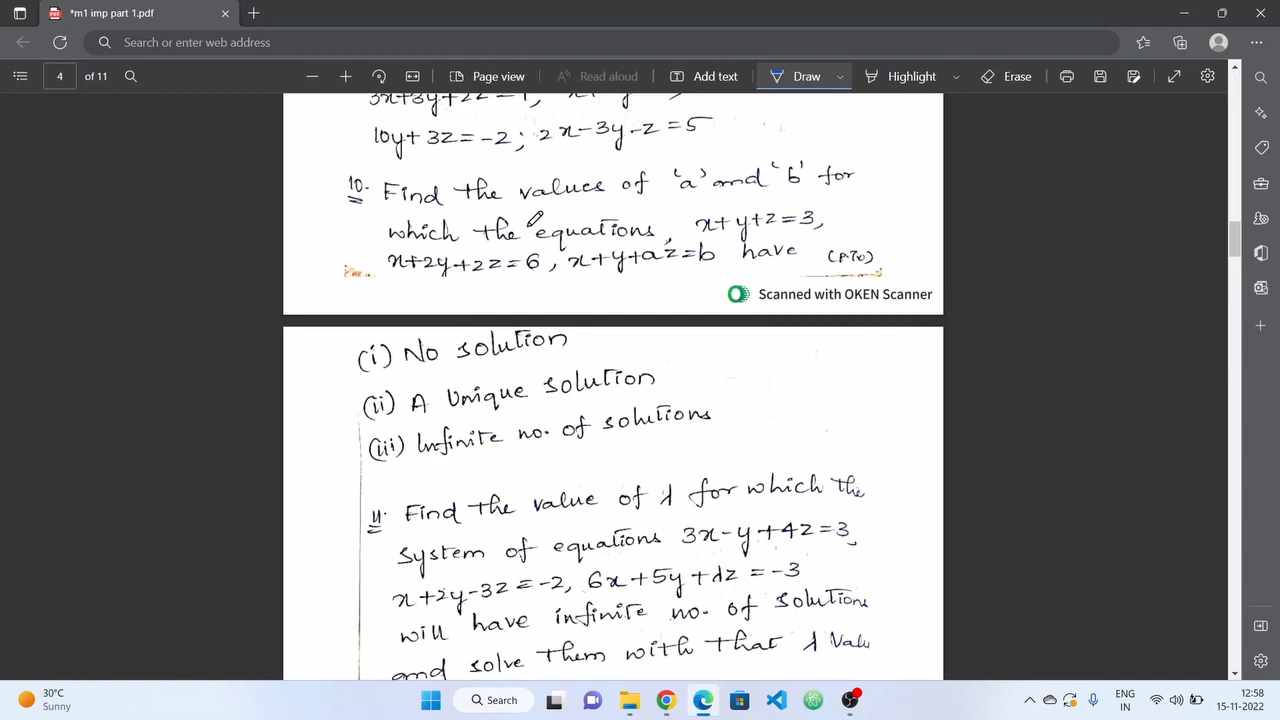 *m1 imp part 1.pdf
Search or enter web address
4 of 11
Page view
Read aloud
Add text
Draw
Highlight
Erase
3x+3y+2z=1,
10y+3z=-2; 2x-3y-z=5
10. Find the values of 'a' and 'b' for
which the equations, x+y+z=3,
x+2y+2z=6, x+y+az=b have (PTO)
Scanned with OKEN Scanner
(i) No solution
(ii) A Unique solution
(iii) Infinite no. of solutions
11. Find the value of λ for which the
system of equations 3x-y+4z=3,
x+2y-3z=-2, 6x+5y+λz=-3
will have infinite no. of solutions
and solve them with that λ Valu
30°C
Sunny
Search
ENG
IN
12:58
15-11-2022